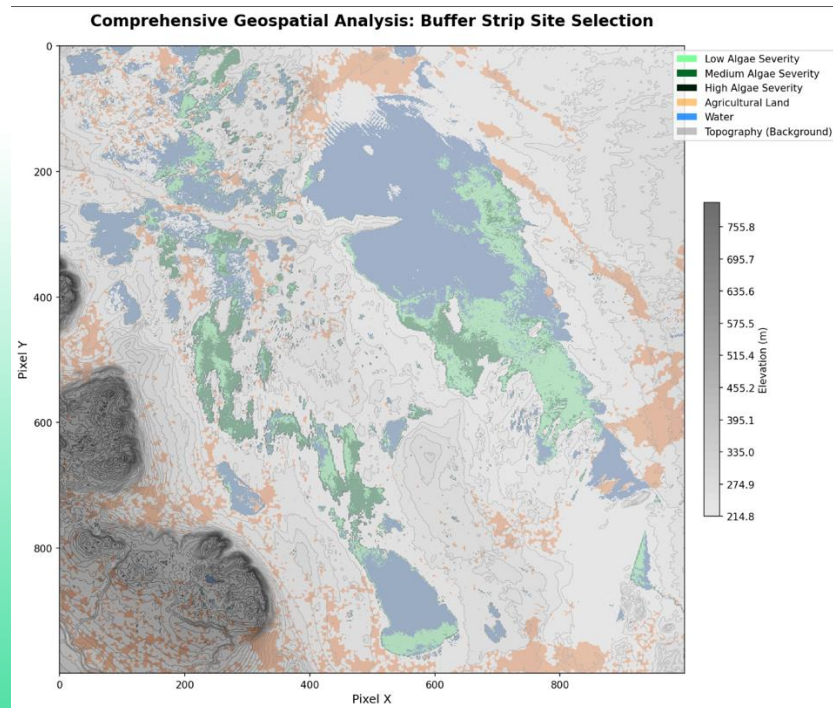 Comprehensive Geospatial Analysis: Buffer Strip Site Selection
Low Algae Severity
Medium Algae Severity
High Algae Severity
Agricultural Land
Water
Topography (Background)
0
200
400
600
800
Pixel Y
0
200
400
600
800
Pixel X
755.8
695.7
635.6
575.5
515.4
455.2
395.1
335.0
274.9
214.8
Elevation (m)